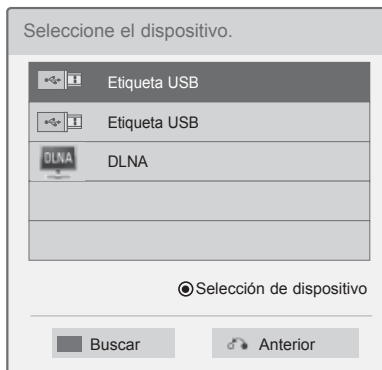 Seleccione el dispositivo.
Etiqueta USB
Etiqueta USB
DLNA DLNA
Selección de dispositivo
Buscar Anterior